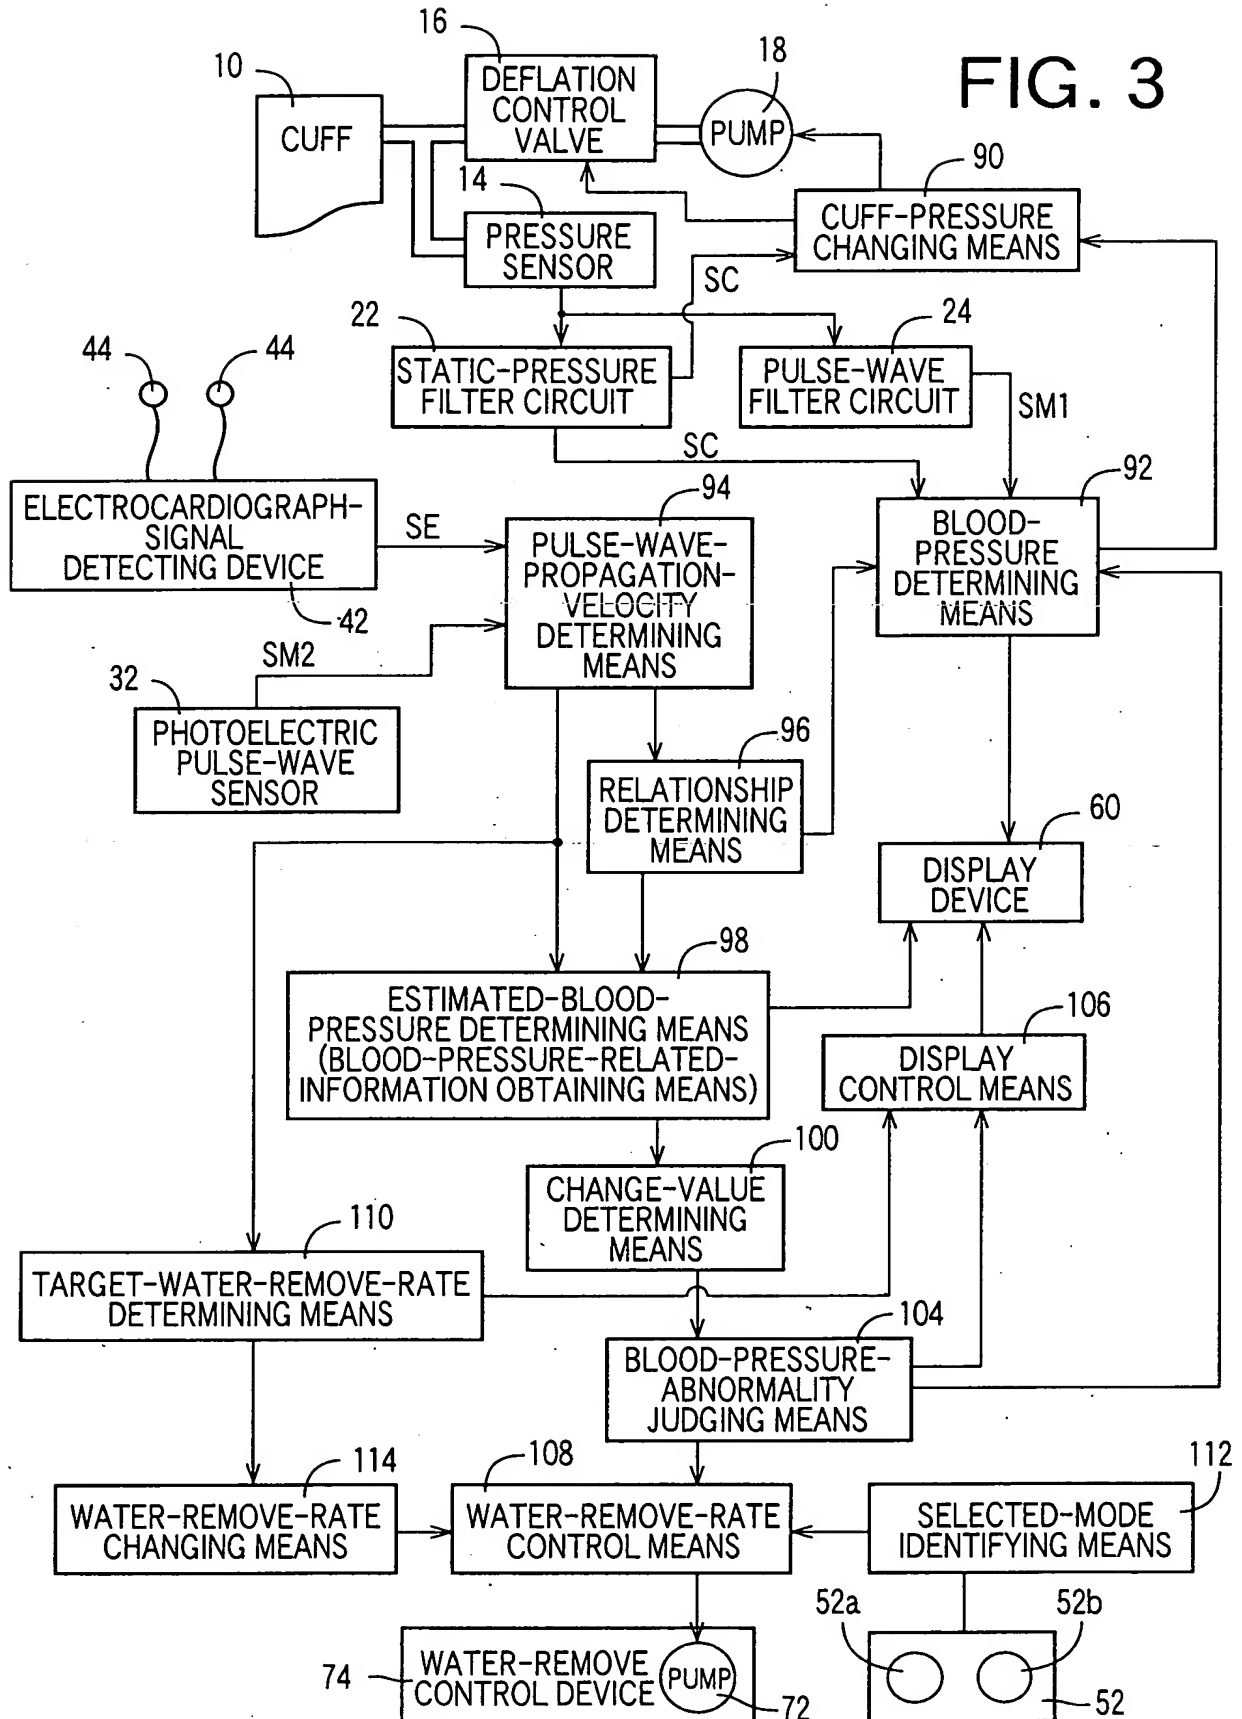 FIG. 3
16
18
10
DEFLATION
CONTROL
VALVE
CUFF
PUMP
90
14
PRESSURE
SENSOR
CUFF-PRESSURE
CHANGING MEANS
SC
22
24
44
44
STATIC-PRESSURE
FILTER CIRCUIT
PULSE-WAVE
FILTER CIRCUIT
SM1
SC
92
94
ELECTROCARDIOGRAPH-
SIGNAL
DETECTING DEVICE
SE
PULSE-WAVE-
PROPAGATION-
VELOCITY
DETERMINING
MEANS
BLOOD-
PRESSURE
DETERMINING
MEANS
42
SM2
32
PHOTOELECTRIC
PULSE-WAVE
SENSOR
96
RELATIONSHIP
DETERMINING
MEANS
60
DISPLAY
DEVICE
98
ESTIMATED-BLOOD-
PRESSURE DETERMINING MEANS
(BLOOD-PRESSURE-RELATED-
INFORMATION OBTAINING MEANS)
106
DISPLAY
CONTROL MEANS
100
CHANGE-VALUE
DETERMINING
MEANS
110
TARGET-WATER-REMOVE-RATE
DETERMINING MEANS
104
BLOOD-PRESSURE-
ABNORMALITY
JUDGING MEANS
114
108
112
WATER-REMOVE-RATE
CHANGING MEANS
WATER-REMOVE-RATE
CONTROL MEANS
SELECTED-MODE
IDENTIFYING MEANS
52a
52b
74
WATER-REMOVE
CONTROL DEVICE
PUMP
72
52